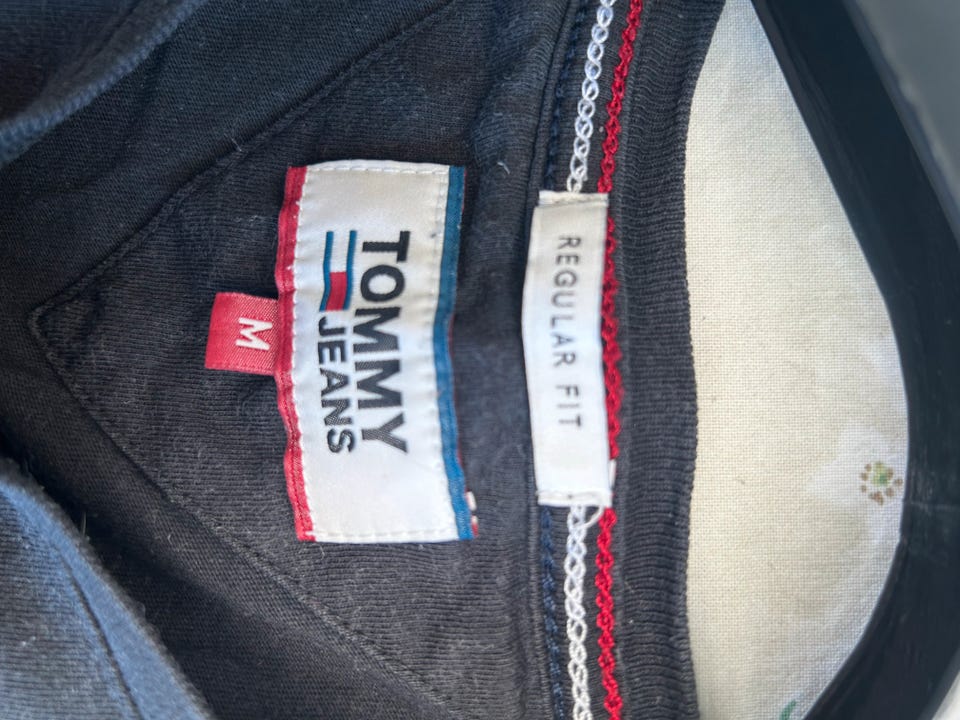 REGULAR FIT
TOMMY
JEANS
M